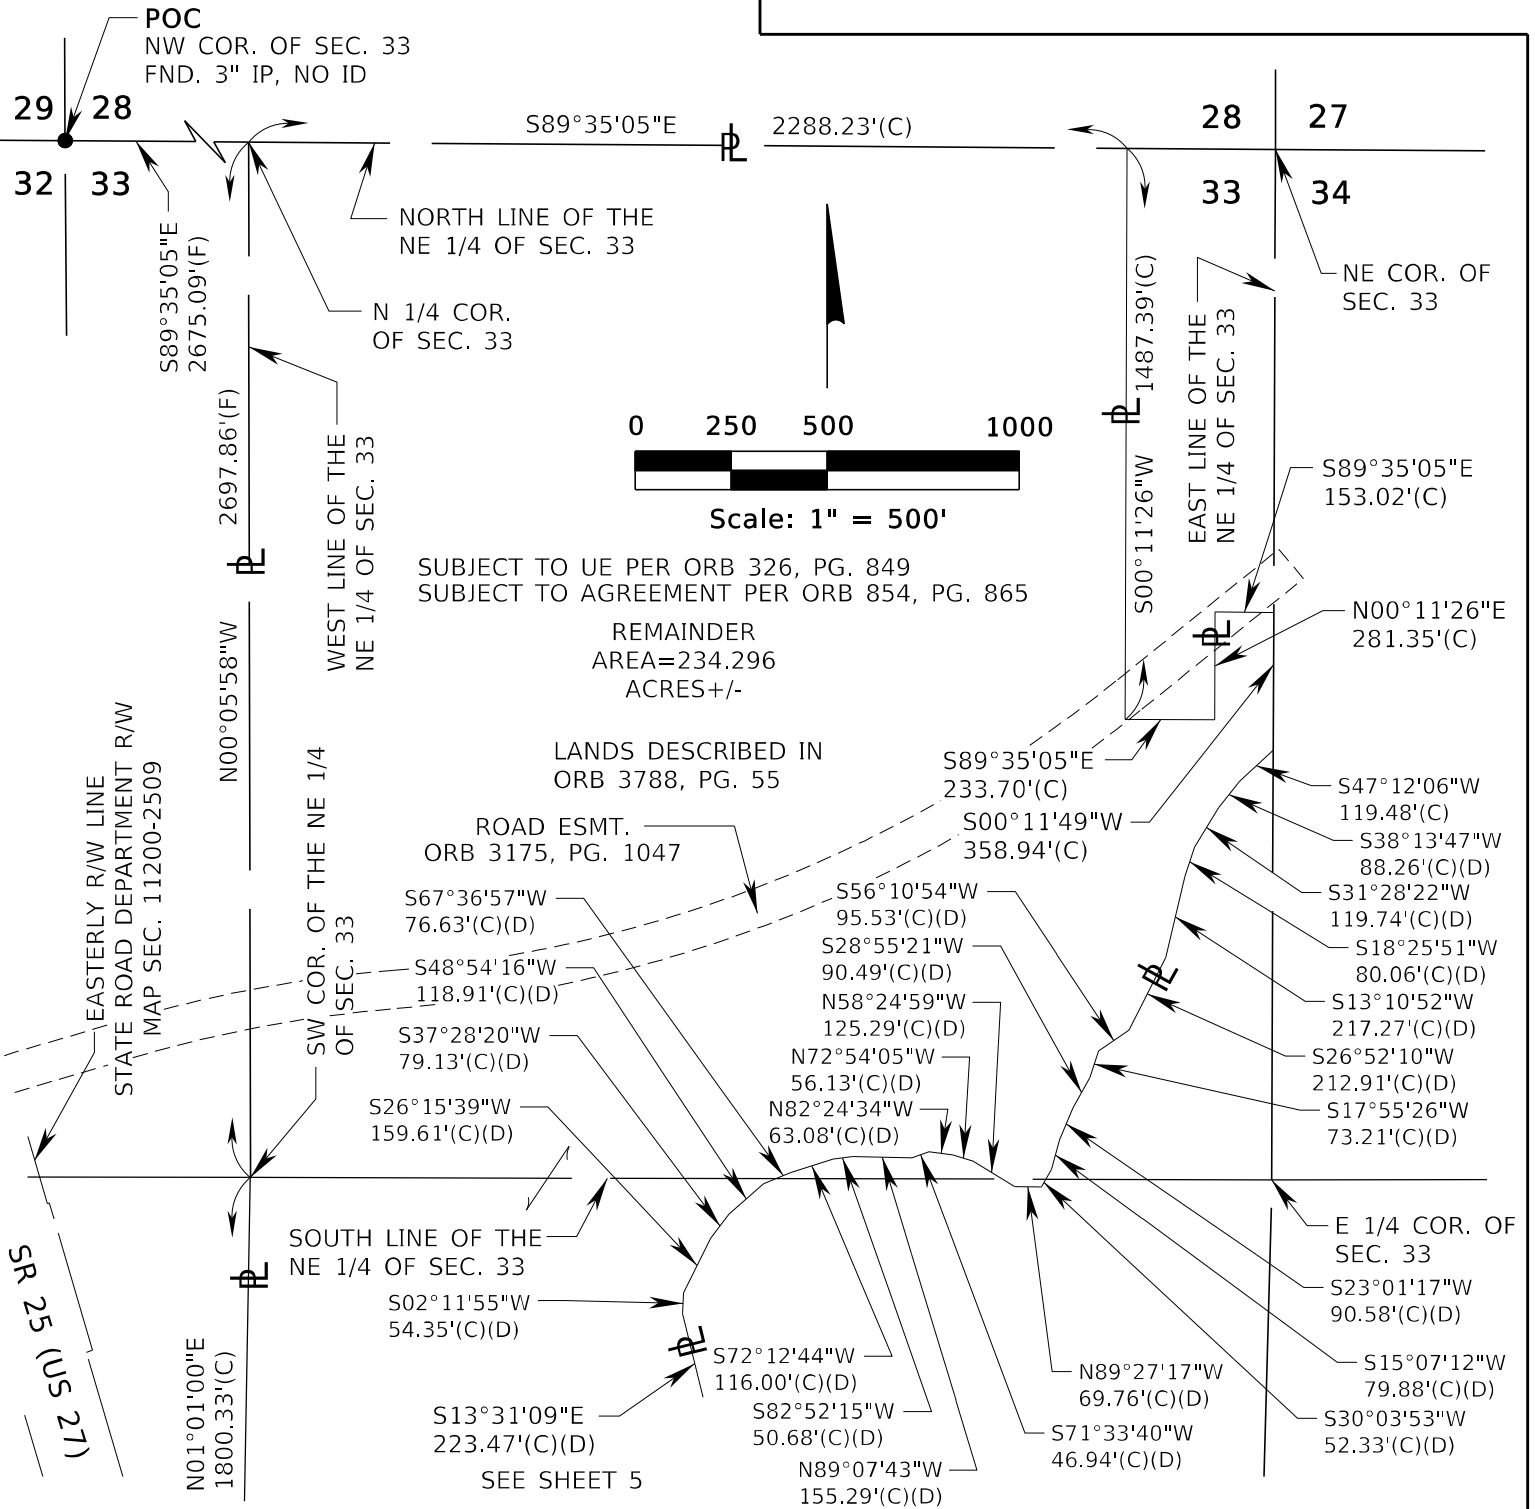 POC
NW COR. OF SEC. 33
FND. 3" IP, NO ID
29 28
32 33
S89°35'05"E 2288.23'(C)
28 27
33 34
S89°35'05"E
2675.09'(F)
NORTH LINE OF THE
NE 1/4 OF SEC. 33
N 1/4 COR.
OF SEC. 33
2697.86'(F)
N00°05'58"W
WEST LINE OF THE
NE 1/4 OF SEC. 33
0 250 500 1000
Scale: 1" = 500'
1487.39'(C)
S00°11'26"W
EAST LINE OF THE
NE 1/4 OF SEC. 33
NE COR. OF
SEC. 33
S89°35'05"E
153.02'(C)
SUBJECT TO UE PER ORB 326, PG. 849
SUBJECT TO AGREEMENT PER ORB 854, PG. 865
REMAINDER
AREA=234.296
ACRES+/-
N00°11'26"E
281.35'(C)
LANDS DESCRIBED IN
ORB 3788, PG. 55
S89°35'05"E
233.70'(C)
S00°11'49"W
358.94'(C)
ROAD ESMT.
ORB 3175, PG. 1047
EASTERLY R/W LINE
STATE ROAD DEPARTMENT R/W
MAP SEC. 11200-2509
SW COR. OF THE NE 1/4
OF SEC. 33
S47°12'06"W
119.48'(C)
S38°13'47"W
88.26'(C)(D)
S31°28'22"W
119.74'(C)(D)
S18°25'51"W
80.06'(C)(D)
S13°10'52"W
217.27'(C)(D)
S26°52'10"W
212.91'(C)(D)
S17°55'26"W
73.21'(C)(D)
S67°36'57"W
76.63'(C)(D)
S48°54'16"W
118.91'(C)(D)
S37°28'20"W
79.13'(C)(D)
S26°15'39"W
159.61'(C)(D)
S56°10'54"W
95.53'(C)(D)
S28°55'21"W
90.49'(C)(D)
N58°24'59"W
125.29'(C)(D)
N72°54'05"W
56.13'(C)(D)
N82°24'34"W
63.08'(C)(D)
SOUTH LINE OF THE
NE 1/4 OF SEC. 33
E 1/4 COR. OF
SEC. 33
S02°11'55"W
54.35'(C)(D)
S23°01'17"W
90.58'(C)(D)
S15°07'12"W
79.88'(C)(D)
S30°03'53"W
52.33'(C)(D)
S72°12'44"W
116.00'(C)(D)
S82°52'15"W
50.68'(C)(D)
N89°07'43"W
155.29'(C)(D)
N89°27'17"W
69.76'(C)(D)
S71°33'40"W
46.94'(C)(D)
S13°31'09"E
223.47'(C)(D)
SEE SHEET 5
N01°01'00"E
1800.33'(C)
SR 25 (US 27)